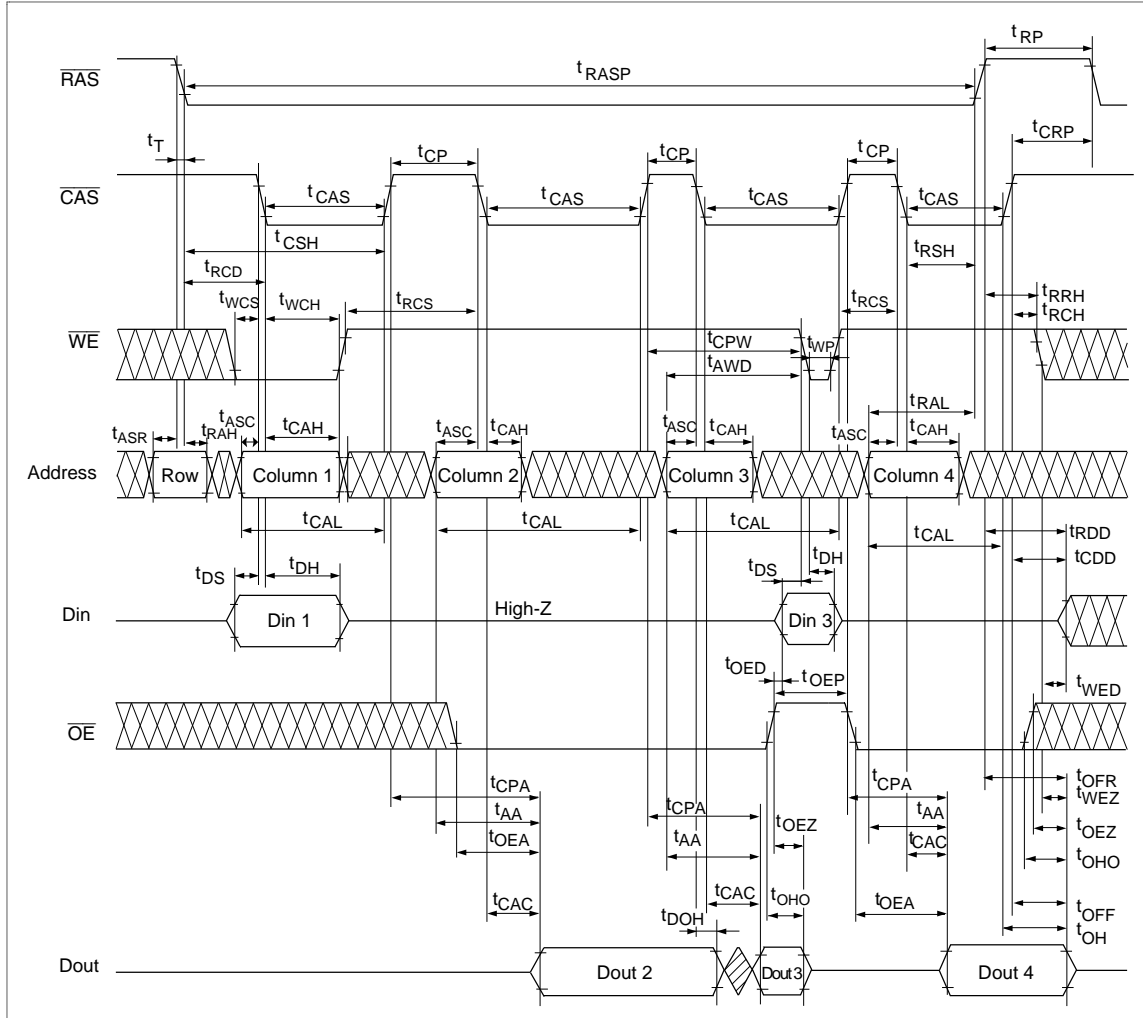 tRP
RAS
tRASP
tT
tCRP
tCP
tCP
tCP
CAS
tCAS
tCAS
tCAS
tCAS
tCSH
tRSH
tRCD
tWCS
tWCH
tRCS
tRCS
tRRH
tRCH
WE
tCPW
tWP
tAWD
tRAL
tASC
tASR
tRAH
tCAH
tASC
tCAH
tASC
tCAH
tASC
tCAH
Address
Row
Column 1
Column 2
Column 3
Column 4
tCAL
tCAL
tCAL
tCAL
tRDD
tCDD
tDS
tDH
tDS
tDH
Din
Din 1
High-Z
Din 3
tOED
tOEP
tWED
OE
tCPA
tCPA
tCPA
tOFR
tWEZ
tAA
tOEZ
tAA
tOEZ
tOEA
tAA
tCAC
tOHO
tCAC
tCAC
tOHO
tOEA
tOFF
tDOH
tOH
Dout
Dout 2
Dout 3
Dout 4